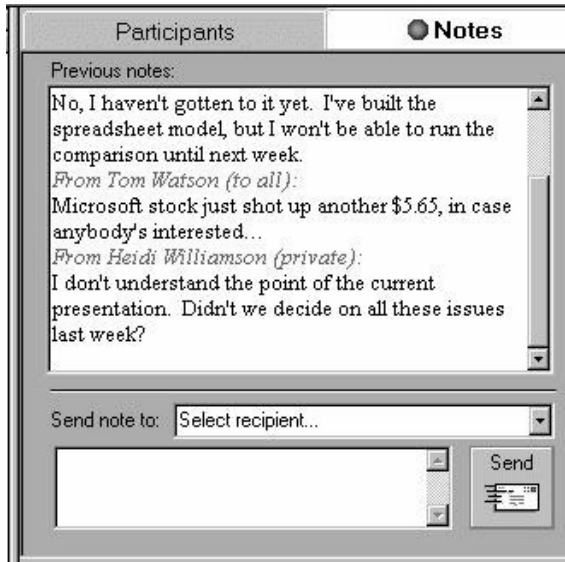 Participants
Notes
Previous notes:
No, I haven't gotten to it yet. I've built the
spreadsheet model, but I won't be able to run the
comparison until next week.
From Tom Watson (to all):
Microsoft stock just shot up another $5.65, in case
anybody's interested...
From Heidi Williamson (private):
I don't understand the point of the current
presentation. Didn't we decide on all these issues
last week?
Send note to:
Select recipient...
Send